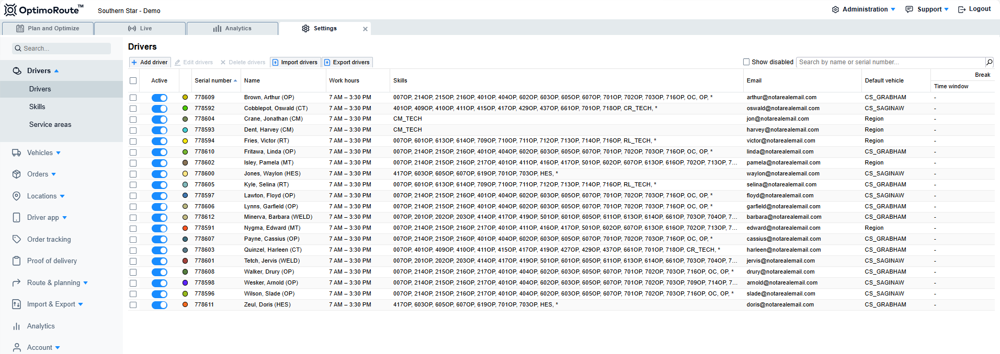 OptimoRoute™ Southern Star - Demo Administration Support Logout
Plan and Optimize Live Analytics Settings
Search...
Drivers
Drivers
Skills
Service areas
Vehicles
Orders
Locations
Driver app
Order tracking
Proof of delivery
Route & planning
Import & Export
Analytics
Account
Drivers
Add driver Edit drivers Delete drivers Import drivers Export drivers Show disabled Search by name or serial number...
Active Serial number Name Work hours Skills Email Default vehicle Break
Time window
778609 Brown, Arthur (OP) 7 AM – 3:30 PM 007OP, 214OP, 215OP, 216OP, 401OP, 404OP, 602OP, 603OP, 605OP, 607OP, 701OP, 702OP, 703OP, 716OP, OC, OP, * arthur@notarealemail.com CS_GRABHAM -
778592 Cobblepot, Oswald (CT) 7 AM – 3:30 PM 401OP, 409OP, 410OP, 411OP, 415OP, 417OP, 429OP, 437OP, 661OP, 701OP, 718OP, CR_TECH, * oswald@notarealemail.com CS_SAGINAW -
778604 Crane, Jonathan (CM) 7 AM – 3:30 PM CM_TECH jon@notarealemail.com Region -
778593 Dent, Harvey (CM) 7 AM – 3:30 PM CM_TECH harvey@notarealemail.com Region -
778594 Fries, Victor (RT) 7 AM – 3:30 PM 007OP, 601OP, 613OP, 614OP, 709OP, 710OP, 711OP, 712OP, 713OP, 714OP, 716OP, RL_TECH, * victor@notarealemail.com Region -
778610 Fritawa, Linda (OP) 7 AM – 3:30 PM 007OP, 214OP, 215OP, 216OP, 401OP, 404OP, 602OP, 603OP, 605OP, 607OP, 701OP, 702OP, 703OP, 716OP, OC, OP, * linda@notarealemail.com CS_GRABHAM -
778602 Isley, Pamela (MT) 7 AM – 3:30 PM 007OP, 214OP, 215OP, 216OP, 217OP, 401OP, 411OP, 416OP, 417OP, 501OP, 602OP, 607OP, 613OP, 616OP, 702OP, 713OP, 7... pamela@notarealemail.com Region -
778600 Jones, Waylon (HES) 7 AM – 3:30 PM 417OP, 603OP, 605OP, 607OP, 619OP, 701OP, 703OP, HES, * waylon@notarealemail.com CS_SAGINAW -
778605 Kyle, Selina (RT) 7 AM – 3:30 PM 007OP, 601OP, 613OP, 614OP, 709OP, 710OP, 711OP, 712OP, 713OP, 714OP, 716OP, RL_TECH, * selina@notarealemail.com CS_GRABHAM -
778597 Lawton, Floyd (OP) 7 AM – 3:30 PM 007OP, 214OP, 215OP, 216OP, 401OP, 404OP, 602OP, 603OP, 605OP, 607OP, 701OP, 702OP, 703OP, 716OP, OC, OP, * floyd@notarealemail.com CS_SAGINAW -
778606 Lynns, Garfield (OP) 7 AM – 3:30 PM 007OP, 214OP, 215OP, 216OP, 401OP, 404OP, 602OP, 603OP, 605OP, 607OP, 701OP, 702OP, 703OP, 716OP, OC, OP, * garfield@notarealemail.com CS_GRABHAM -
778612 Minerva, Barbara (WELD) 7 AM – 3:30 PM 007OP, 201OP, 202OP, 203OP, 414OP, 417OP, 419OP, 501OP, 601OP, 605OP, 611OP, 613OP, 614OP, 661OP, 703OP, 704OP, 7... barbara@notarealemail.com CS_GRABHAM -
778591 Nygma, Edward (MT) 7 AM – 3:30 PM 007OP, 214OP, 215OP, 216OP, 217OP, 401OP, 411OP, 416OP, 417OP, 501OP, 602OP, 607OP, 613OP, 616OP, 702OP, 713OP, 7... edward@notarealemail.com Region -
778607 Payne, Cassius (OP) 7 AM – 3:30 PM 007OP, 214OP, 215OP, 216OP, 401OP, 404OP, 602OP, 603OP, 605OP, 607OP, 701OP, 702OP, 703OP, 716OP, OC, OP, * cassius@notarealemail.com CS_GRABHAM -
778603 Quinzel, Harleen (CT) 7 AM – 3:30 PM 007OP, 401OP, 409OP, 410OP, 411OP, 415OP, 417OP, 419OP, 427OP, 429OP, 437OP, 661OP, 701OP, 718OP, CR_TECH, * harleen@notarealemail.com CS_GRABHAM -
778601 Tetch, Jervis (WELD) 7 AM – 3:30 PM 007OP, 201OP, 202OP, 203OP, 414OP, 417OP, 419OP, 501OP, 601OP, 605OP, 611OP, 613OP, 614OP, 661OP, 703OP, 704OP, 7... jervis@notarealemail.com CS_SAGINAW -
778608 Walker, Drury (OP) 7 AM – 3:30 PM 007OP, 214OP, 215OP, 216OP, 217OP, 401OP, 404OP, 602OP, 603OP, 605OP, 607OP, 701OP, 702OP, 703OP, 716OP, OC, OP, * drury@notarealemail.com CS_GRABHAM -
778598 Wesker, Arnold (OP) 7 AM – 3:30 PM 007OP, 214OP, 215OP, 216OP, 217OP, 401OP, 404OP, 602OP, 603OP, 605OP, 607OP, 701OP, 702OP, 703OP, 709OP, 714OP, 7... arnold@notarealemail.com CS_SAGINAW -
778596 Wilson, Slade (OP) 7 AM – 3:30 PM 007OP, 214OP, 215OP, 216OP, 217OP, 401OP, 404OP, 602OP, 603OP, 605OP, 607OP, 701OP, 702OP, 703OP, 716OP, OC, OP, * slade@notarealemail.com CS_SAGINAW -
778611 Zeul, Doris (HES) 7 AM – 3:30 PM 417OP, 603OP, 605OP, 607OP, 619OP, 701OP, 703OP, HES, * doris@notarealemail.com CS_GRABHAM -